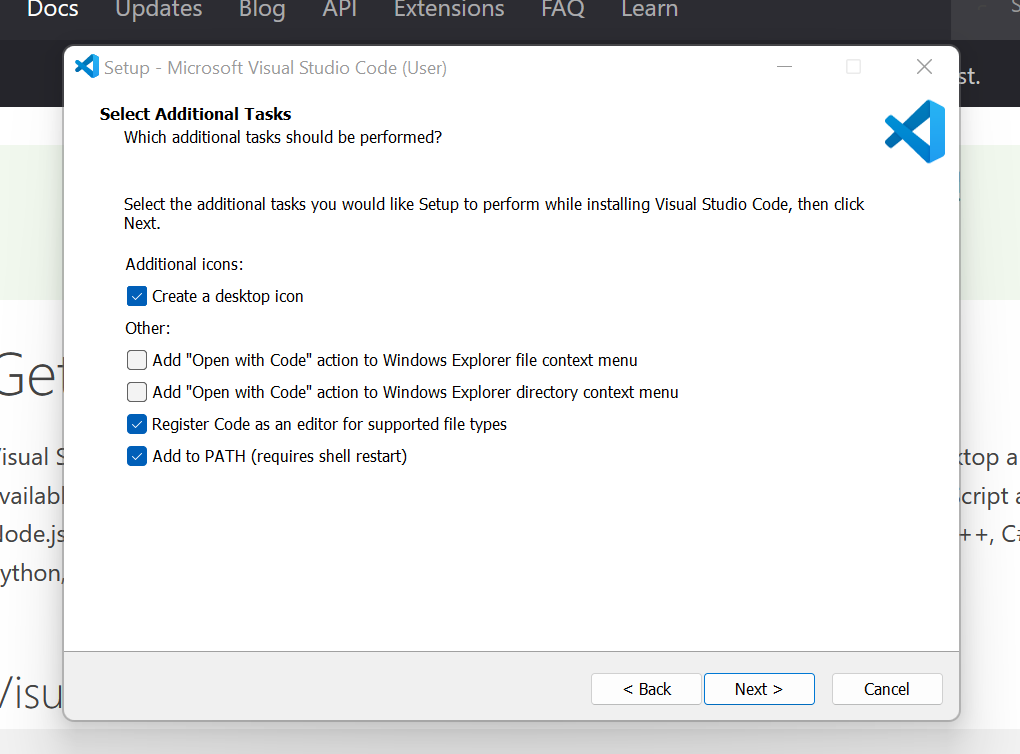 Docs Updates Blog API Extensions FAQ Learn
Setup - Microsoft Visual Studio Code (User)
st.
Select Additional Tasks
Which additional tasks should be performed?
Select the additional tasks you would like Setup to perform while installing Visual Studio Code, then click
Next.
Additional icons:
Create a desktop icon
Other:
Add "Open with Code" action to Windows Explorer file context menu
Add "Open with Code" action to Windows Explorer directory context menu
Register Code as an editor for supported file types
Add to PATH (requires shell restart)
Get
isual S
ktop a
vailabl
cript a
lode.js
++, C#
ython,
Visu
< Back Next > Cancel